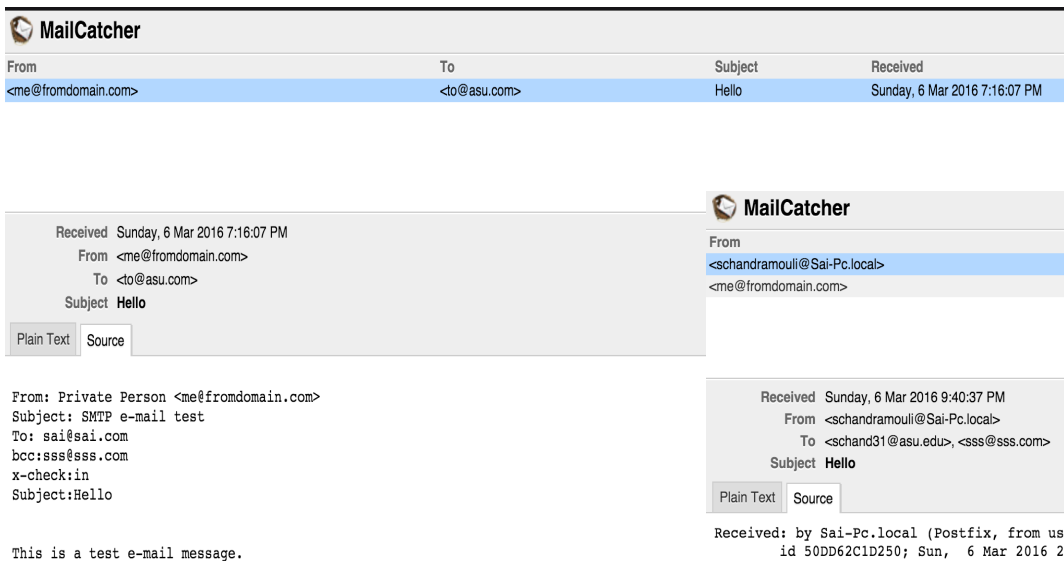 MailCatcher
From To Subject Received
<me@fromdomain.com> <to@asu.com> Hello Sunday, 6 Mar 2016 7:16:07 PM
Received Sunday, 6 Mar 2016 7:16:07 PM
From <me@fromdomain.com>
To <to@asu.com>
Subject Hello
Plain Text Source
From: Private Person <me@fromdomain.com>
Subject: SMTP e-mail test
To: sai@sai.com
bcc:sss@sss.com
x-check:in
Subject:Hello
This is a test e-mail message.
MailCatcher
From
<schandramouli@Sai-Pc.local>
<me@fromdomain.com>
Received Sunday, 6 Mar 2016 9:40:37 PM
From <schandramouli@Sai-Pc.local>
To <schand31@asu.edu>, <sss@sss.com>
Subject Hello
Plain Text Source
Received: by Sai-Pc.local (Postfix, from us
id 50DD62C1D250; Sun, 6 Mar 2016 2